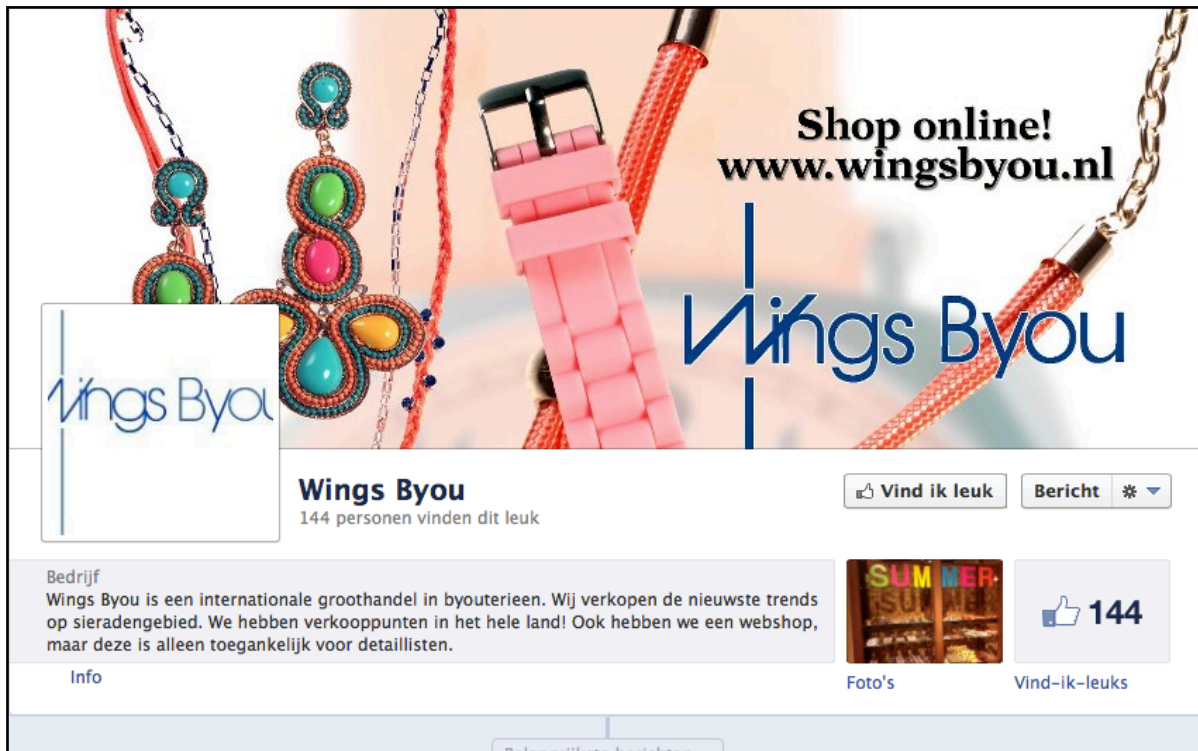 Shop online!
www.wingsbyou.nl
Wings Byou
Wings Byou
Wings Byou
144 personen vinden dit leuk
Vind ik leuk
Bericht
Bedrijf
Wings Byou is een internationale groothandel in byouterieen. Wij verkopen de nieuwste trends
op sieradengebied. We hebben verkooppunten in het hele land! Ook hebben we een webshop,
maar deze is alleen toegankelijk voor detaillisten.
Info
SUMMER
144
Foto's
Vind-ik-leuks